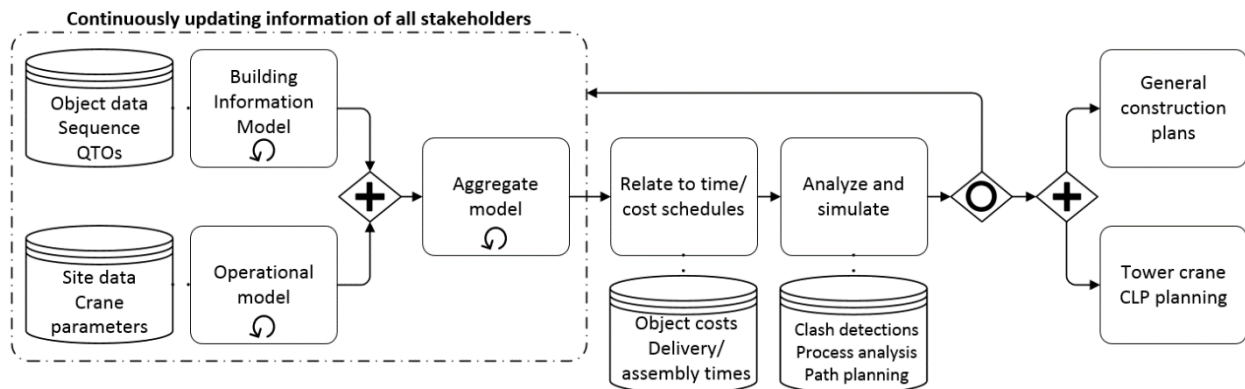 Continuously updating information of all stakeholders
Object data
Sequence
QTOs
Building
Information
Model
Site data
Crane
parameters
Operational
model
Aggregate
model
Relate to time/
cost schedules
Object costs
Delivery/
assembly times
Analyze and
simulate
Clash detections
Process analysis
Path planning
General
construction
plans
Tower crane
CLP planning